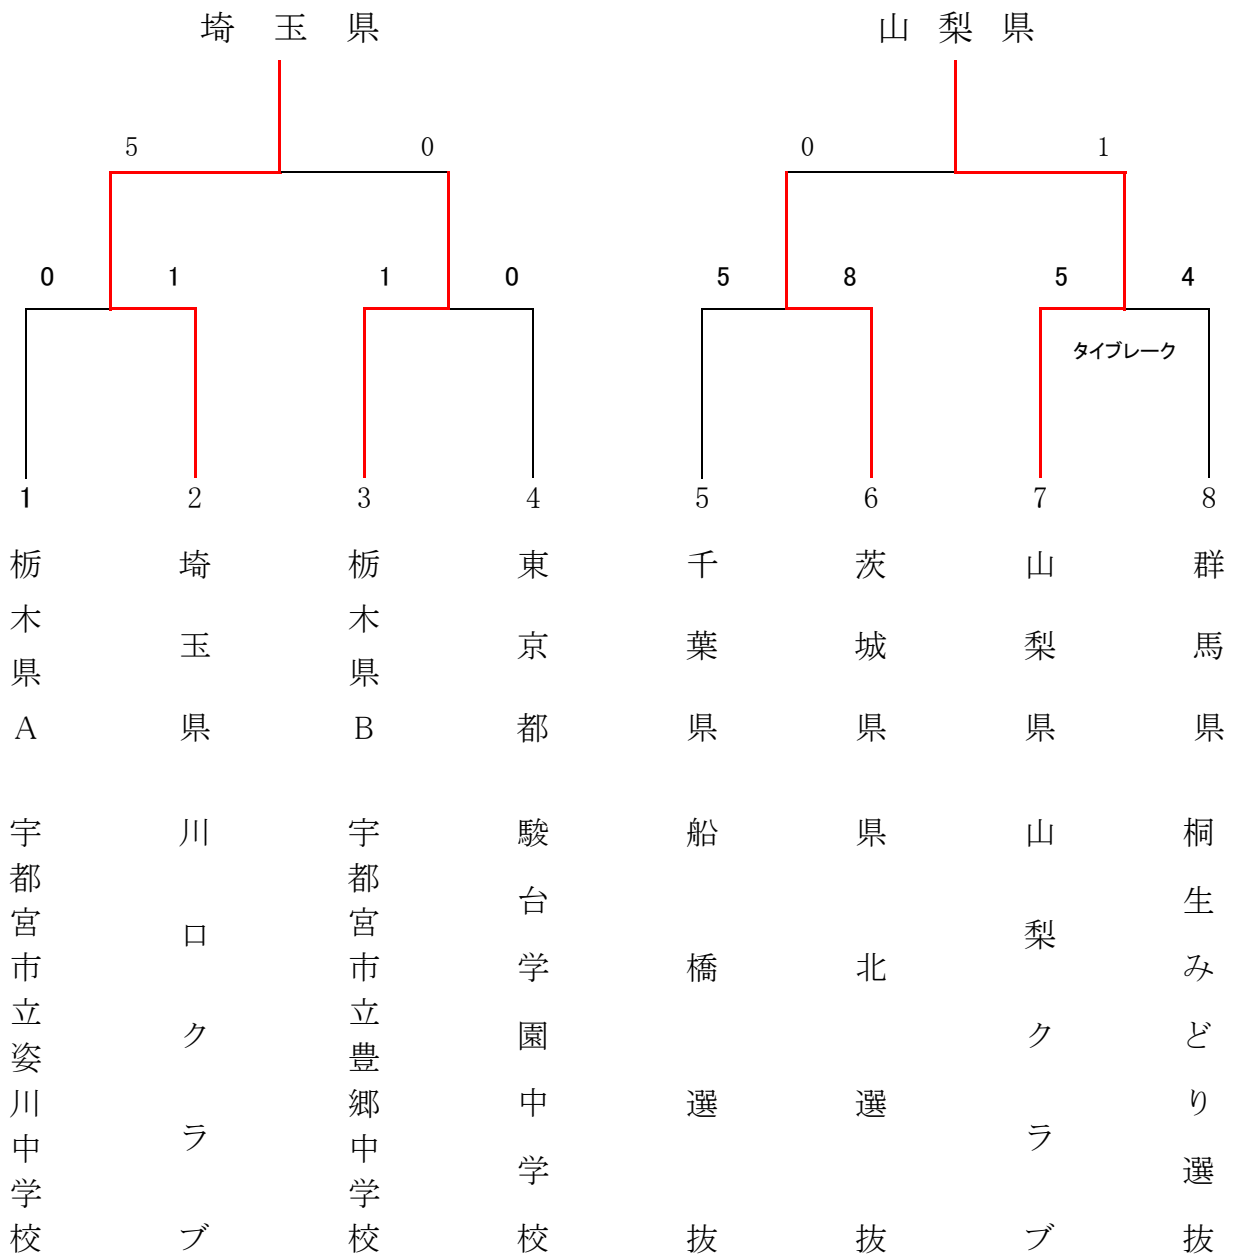 埼玉県
山梨県
5 0
0 1
0 1
1 0
5 8
5 4
タイブレーク
1 2 3 4 5 6 7 8
栃木県A
宇都宮市立姿川中学校
埼玉県
川口クラブ
栃木県B
宇都宮市立豊郷中学校
東京都
駿台学園中学校
千葉県
船橋選抜
茨城県
県北選抜
山梨県
山梨クラブ
群馬県
桐生みどり選抜